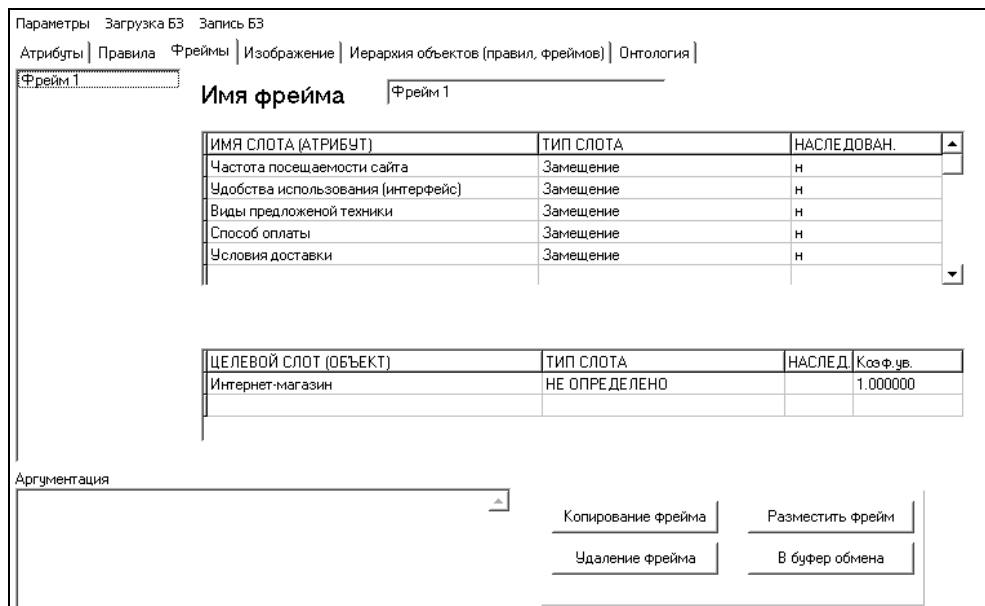 Параметры Загрузка БЗ Запись БЗ
Атрибуты Правила Фреймы Изображение Иерархия объектов (правил, фреймов) Онтология
Фрейм 1
Имя фрейма Фрейм 1
ИМЯ СЛОТА (АТРИБУТ) ТИП СЛОТА НАСЛЕДОВАН.
Частота посещаемости сайта Замещение н
Удобства использования (интерфейс) Замещение н
Виды предложеной техники Замещение н
Способ оплаты Замещение н
Условия доставки Замещение н
ЦЕЛЕВОЙ СЛОТ (ОБЪЕКТ) ТИП СЛОТА НАСЛЕД. Коэф.ув.
Интернет-магазин НЕ ОПРЕДЕЛЕНО 1.000000
Аргументация
Копирование фрейма Разместить фрейм
Удаление фрейма В буфер обмена